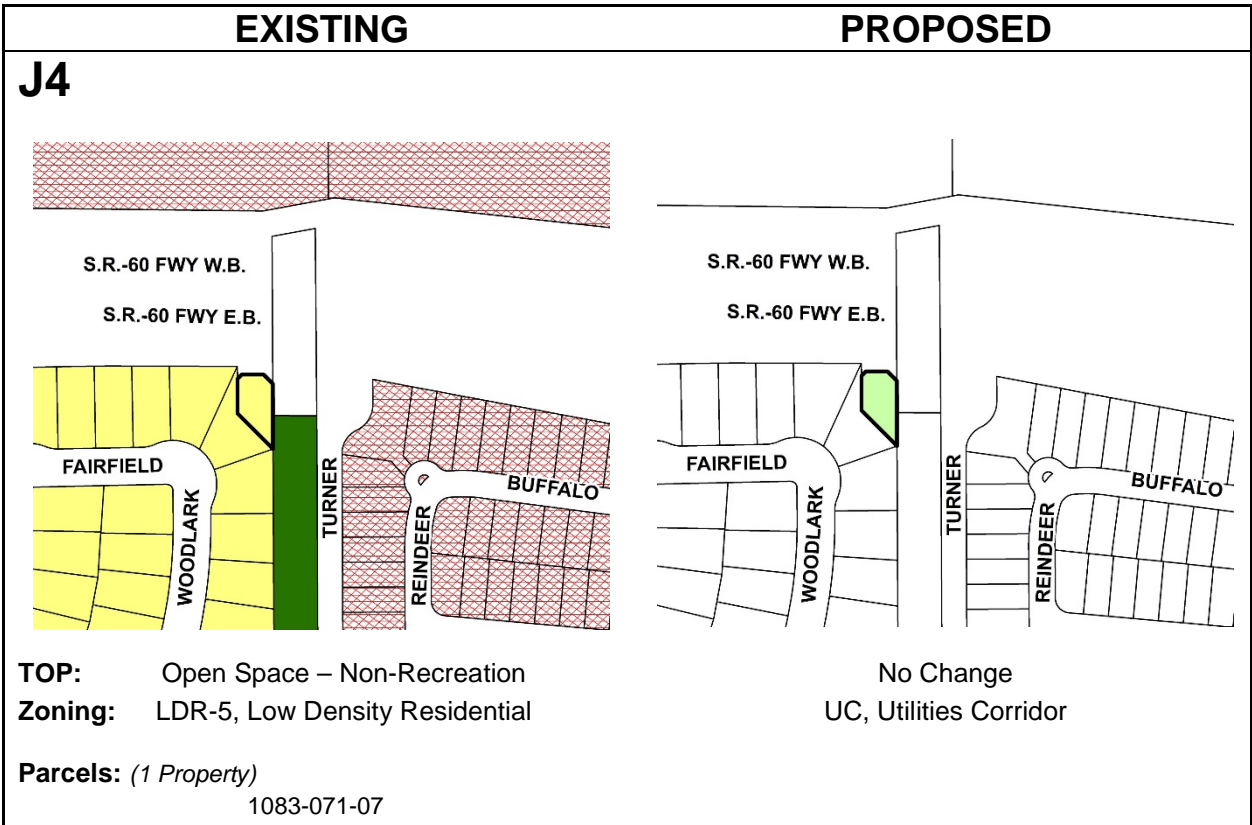 EXISTING
PROPOSED
J4
S.R.-60 FWY W.B.
S.R.-60 FWY E.B.
FAIRFIELD
WOODLARK
TURNER
REINDEER
BUFFALO
S.R.-60 FWY W.B.
S.R.-60 FWY E.B.
FAIRFIELD
WOODLARK
TURNER
REINDEER
BUFFALO
TOP: Open Space – Non-Recreation No Change
Zoning: LDR-5, Low Density Residential UC, Utilities Corridor
Parcels: (1 Property)
1083-071-07